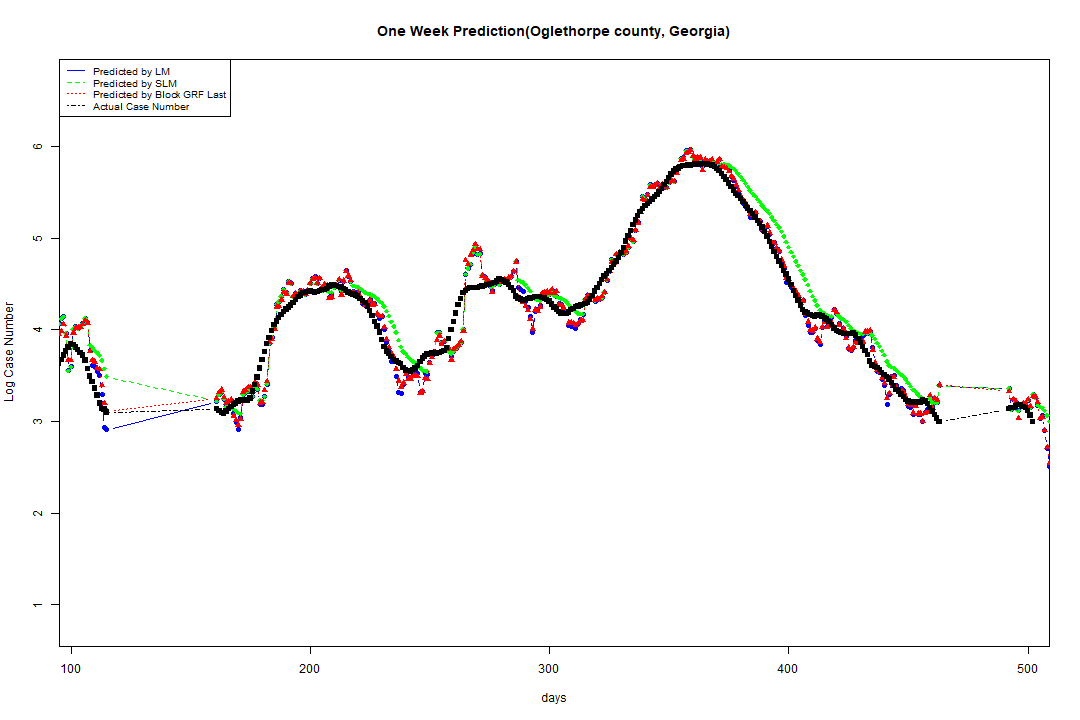 One Week Prediction(Oglethorpe county, Georgia)
Predicted by LM
Predicted by SLM
Predicted by Block GRF Last
Actual Case Number
6
5
4
3
2
1
Log Case Number
100 200 300 400 500
days